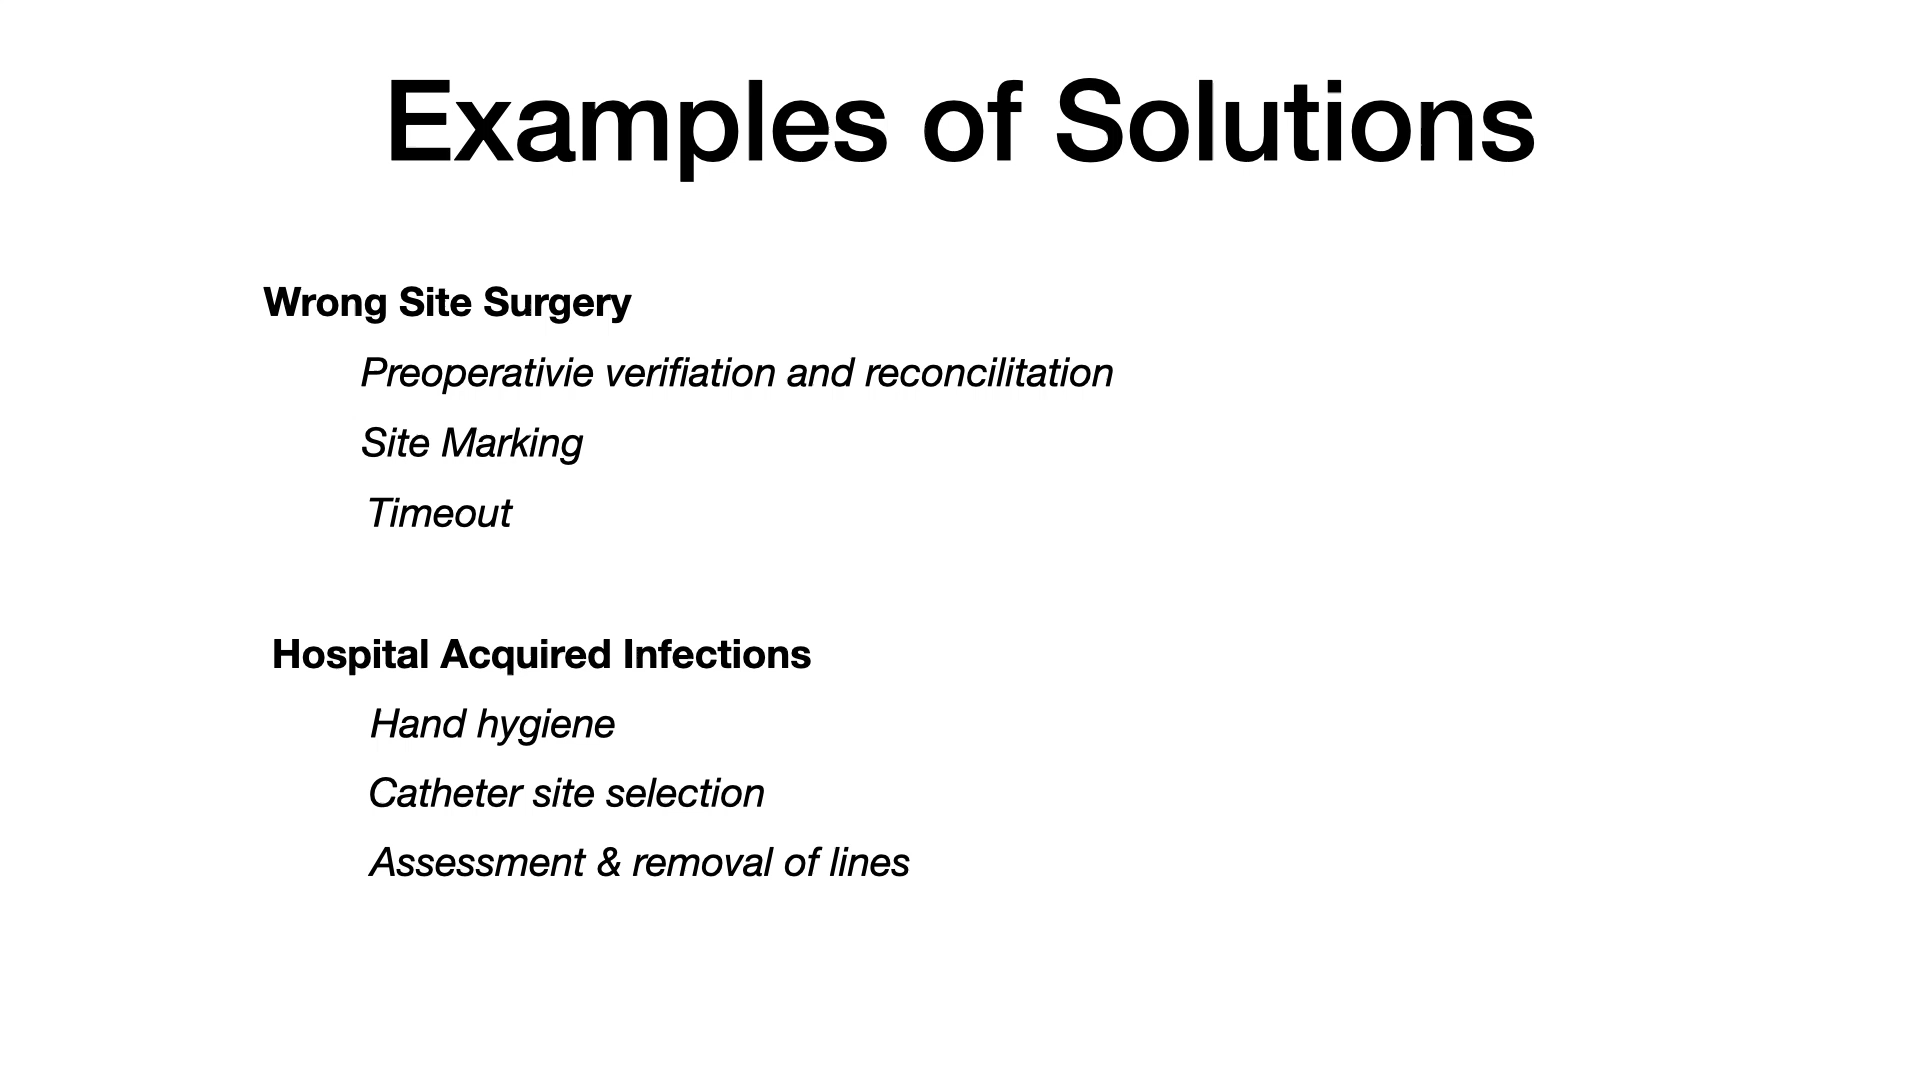 Examples of Solutions
Wrong Site Surgery
Preoperativie verifiation and reconcilitation
Site Marking
Timeout
Hospital Acquired Infections
Hand hygiene
Catheter site selection
Assessment & removal of lines